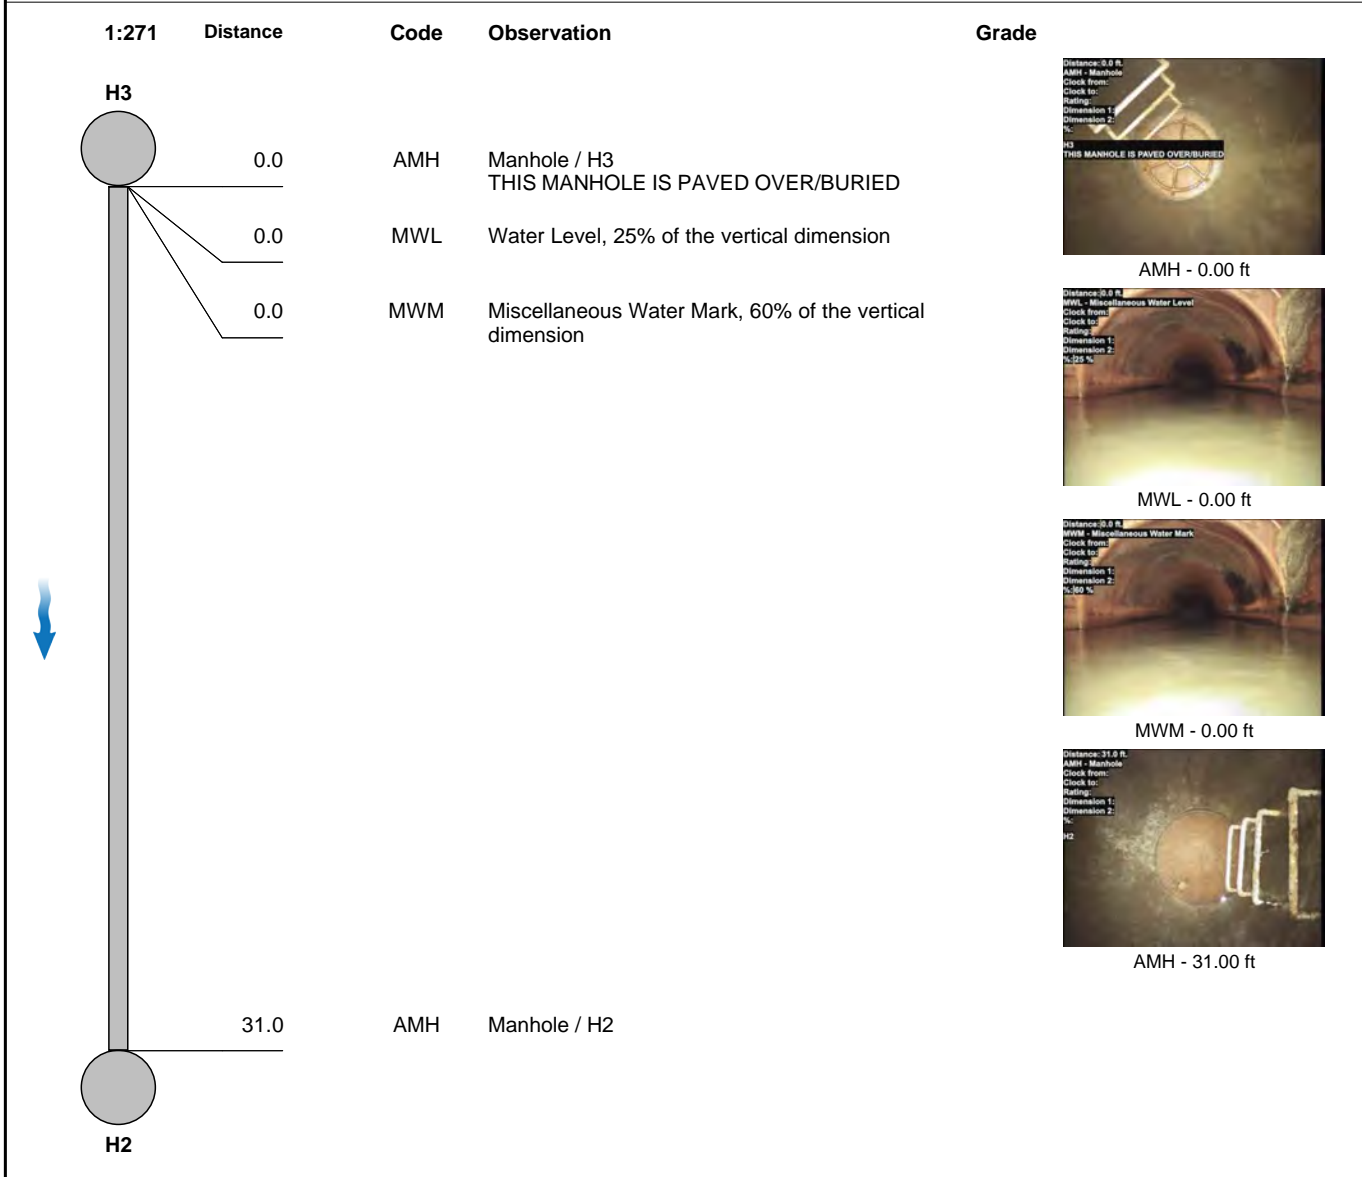 1:271 Distance Code Observation Grade
H3
0.0 AMH Manhole / H3
THIS MANHOLE IS PAVED OVER/BURIED
0.0 MWL Water Level, 25% of the vertical dimension
0.0 MWM Miscellaneous Water Mark, 60% of the vertical
dimension
31.0 AMH Manhole / H2
H2
Distance: 0.0 ft.
AMH - Manhole
Clock from:
Clock to:
Rating:
Dimension 1:
Dimension 2:
%:
H3
THIS MANHOLE IS PAVED OVER/BURIED
AMH - 0.00 ft
Distance: 0.0 ft.
MWL - Miscellaneous Water Level
Clock from:
Clock to:
Rating:
Dimension 1:
Dimension 2:
%: 25 %
MWL - 0.00 ft
Distance: 0.0 ft.
MWM - Miscellaneous Water Mark
Clock from:
Clock to:
Rating:
Dimension 1:
Dimension 2:
%: 60 %
MWM - 0.00 ft
Distance: 31.0 ft.
AMH - Manhole
Clock from:
Clock to:
Rating:
Dimension 1:
Dimension 2:
%:
H2
AMH - 31.00 ft